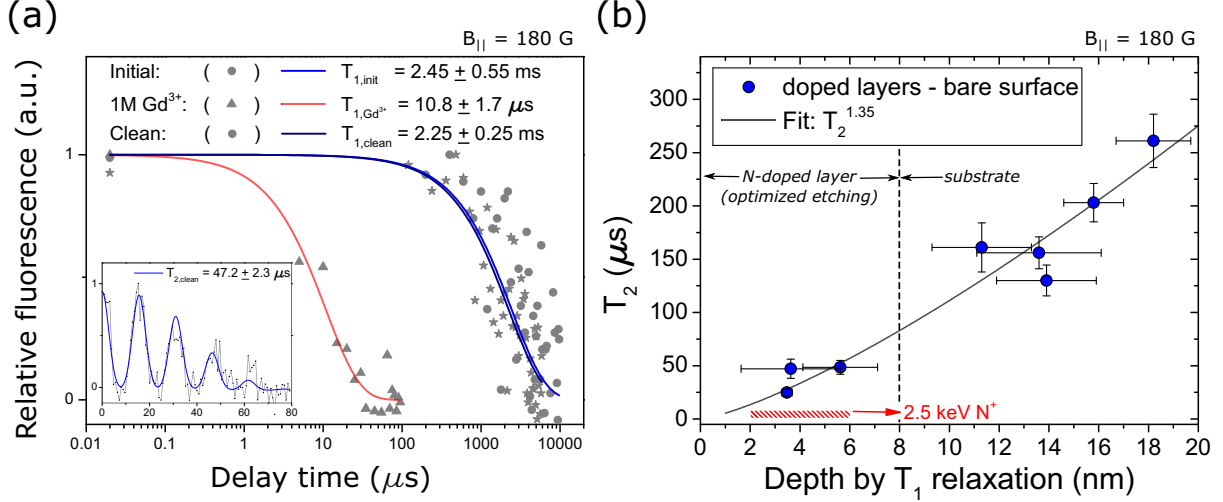 (a)
B|| = 180 G
Initial: ( ● ) T1,init = 2.45 ± 0.55 ms
1M Gd³⁺: ( ▲ ) T1,Gd³⁺ = 10.8 ± 1.7 μs
Clean: ( ● ) T1,clean = 2.25 ± 0.25 ms
Relative fluorescence (a.u.)
1
0
T2,clean = 47.2 ± 2.3 μs
1
0
0 20 40 60 80
0.01 0.1 1 10 100 1000 10000
Delay time (μs)
(b)
B|| = 180 G
doped layers - bare surface
Fit: T2^1.35
N-doped layer
(optimized etching)
substrate
T2 (μs)
300
250
200
150
100
50
0
2.5 keV N⁺
0 2 4 6 8 10 12 14 16 18 20
Depth by T1 relaxation (nm)